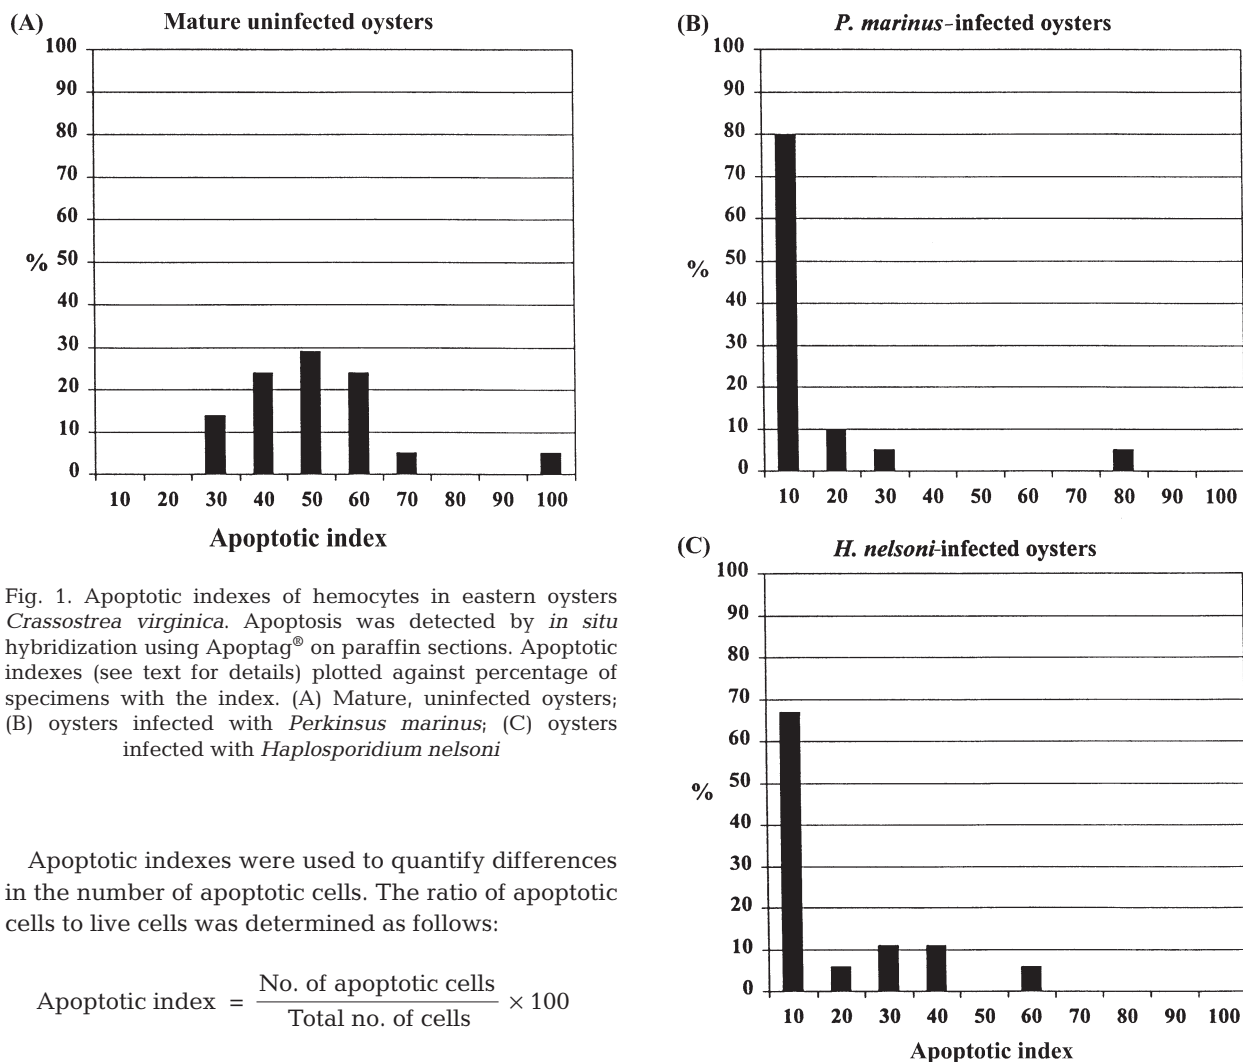 (A)
Mature uninfected oysters
100
90
80
70
60
50
%
40
30
20
10
0
10 20 30 40 50 60 70 80 90 100
Apoptotic index
Fig. 1. Apoptotic indexes of hemocytes in eastern oysters
Crassostrea virginica. Apoptosis was detected by in situ
hybridization using Apoptag® on paraffin sections. Apoptotic
indexes (see text for details) plotted against percentage of
specimens with the index. (A) Mature, uninfected oysters;
(B) oysters infected with Perkinsus marinus; (C) oysters
infected with Haplosporidium nelsoni
Apoptotic indexes were used to quantify differences
in the number of apoptotic cells. The ratio of apoptotic
cells to live cells was determined as follows:
Apoptotic index = No. of apoptotic cells / Total no. of cells × 100
(B)
P. marinus-infected oysters
100
90
80
70
60
50
%
40
30
20
10
0
10 20 30 40 50 60 70 80 90 100
(C)
H. nelsoni-infected oysters
100
90
80
70
60
50
%
40
30
20
10
0
10 20 30 40 50 60 70 80 90 100
Apoptotic index